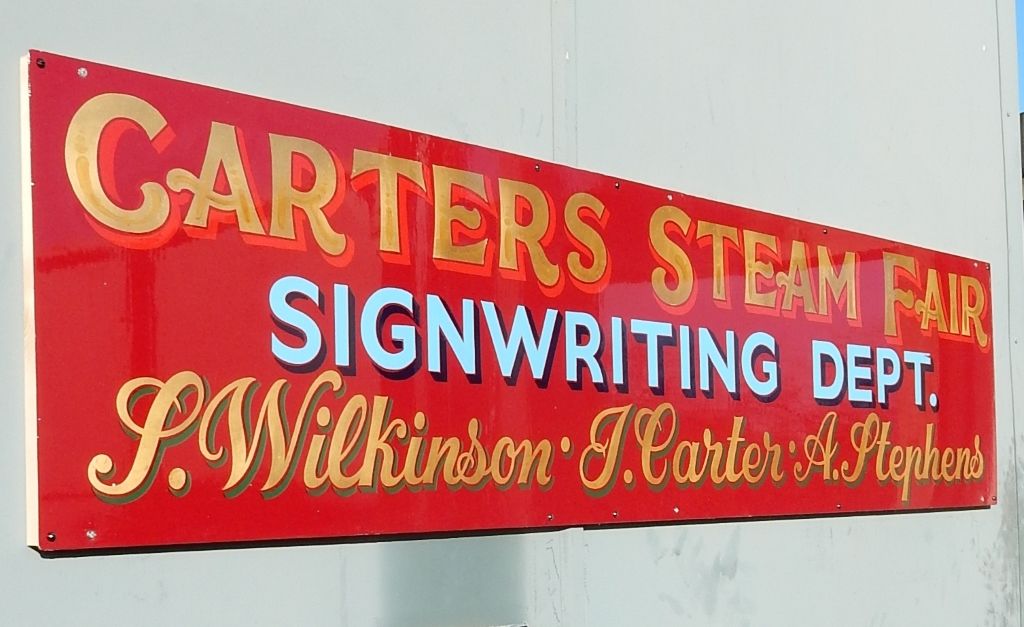 CARTERS STEAM FAIR
SIGNWRITING DEPT.
S. Wilkinson · J. Carter · A. Stephens